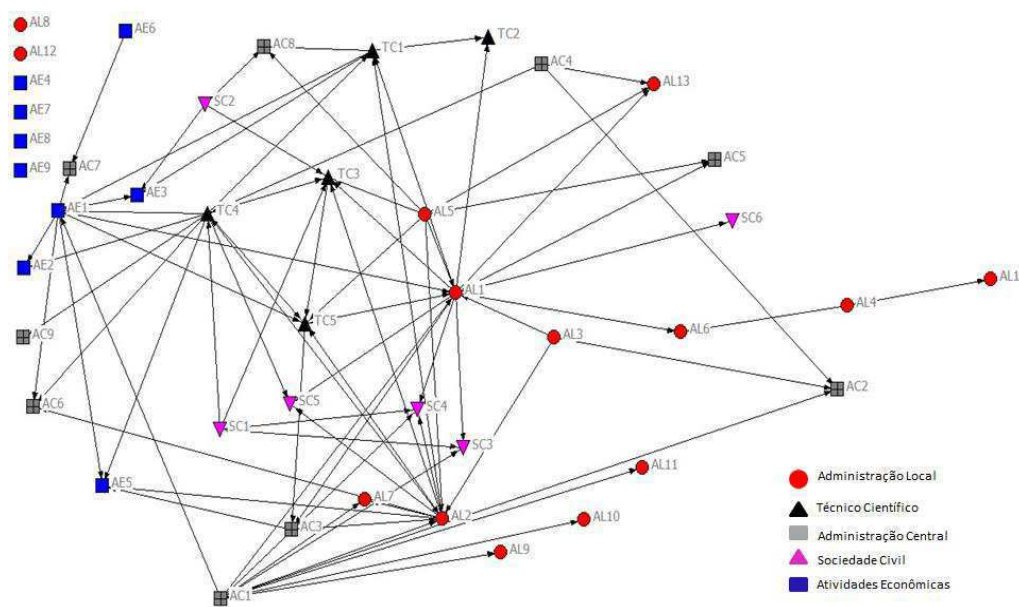 AL8
AE6
AL12
AC8
TC1
TC2
AC4
AE4
AL13
SC2
AE7
AE8
AC5
AE9
AC7
TC3
AE3
AE1
TC4
AL5
SC6
AE2
AL1
AL1
AL4
TC5
AL6
AL3
AC9
AC2
AC6
SC5
SC4
SC1
SC3
AL11
Administração Local
AE5
AL7
Técnico Científico
AC3
AL2
AL10
Administração Central
AL9
Sociedade Civil
AC1
Atividades Econômicas